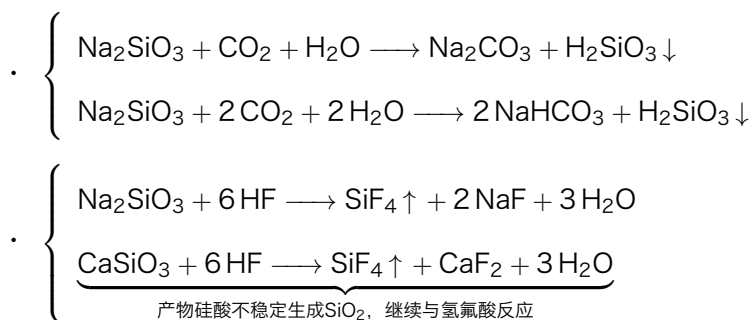 · Na₂SiO₃ + CO₂ + H₂O ⟶ Na₂CO₃ + H₂SiO₃↓
Na₂SiO₃ + 2 CO₂ + 2 H₂O ⟶ 2 NaHCO₃ + H₂SiO₃↓
· Na₂SiO₃ + 6 HF ⟶ SiF₄↑ + 2 NaF + 3 H₂O
CaSiO₃ + 6 HF ⟶ SiF₄↑ + CaF₂ + 3 H₂O
产物硅酸不稳定生成SiO₂，继续与氢氟酸反应